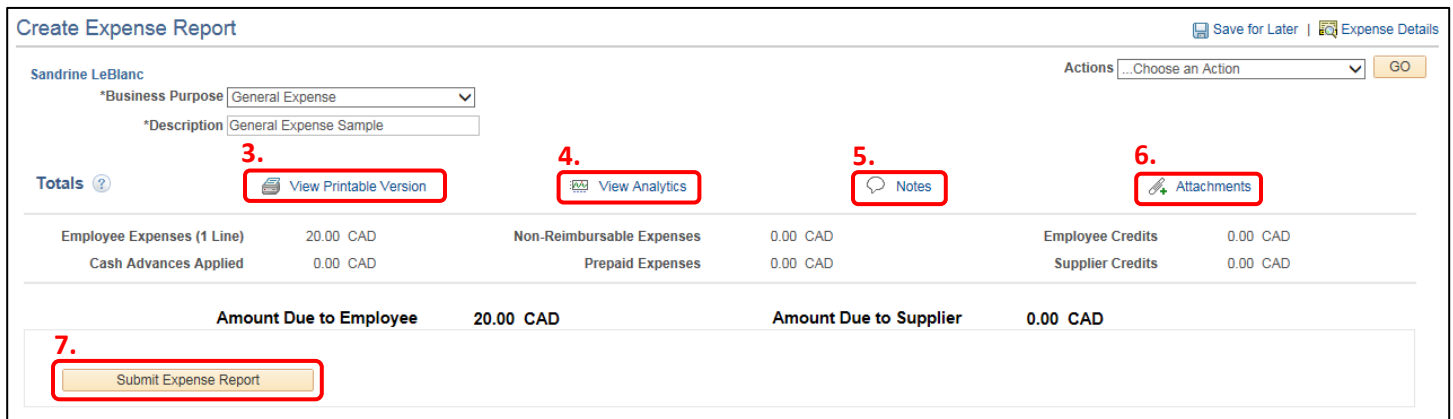 Create Expense Report
Save for Later | Expense Details
Sandrine LeBlanc
Actions ...Choose an Action GO
*Business Purpose General Expense
*Description General Expense Sample
3. 4. 5. 6.
Totals ? View Printable Version View Analytics Notes Attachments
Employee Expenses (1 Line) 20.00 CAD Non-Reimbursable Expenses 0.00 CAD Employee Credits 0.00 CAD
Cash Advances Applied 0.00 CAD Prepaid Expenses 0.00 CAD Supplier Credits 0.00 CAD
Amount Due to Employee 20.00 CAD Amount Due to Supplier 0.00 CAD
7.
Submit Expense Report